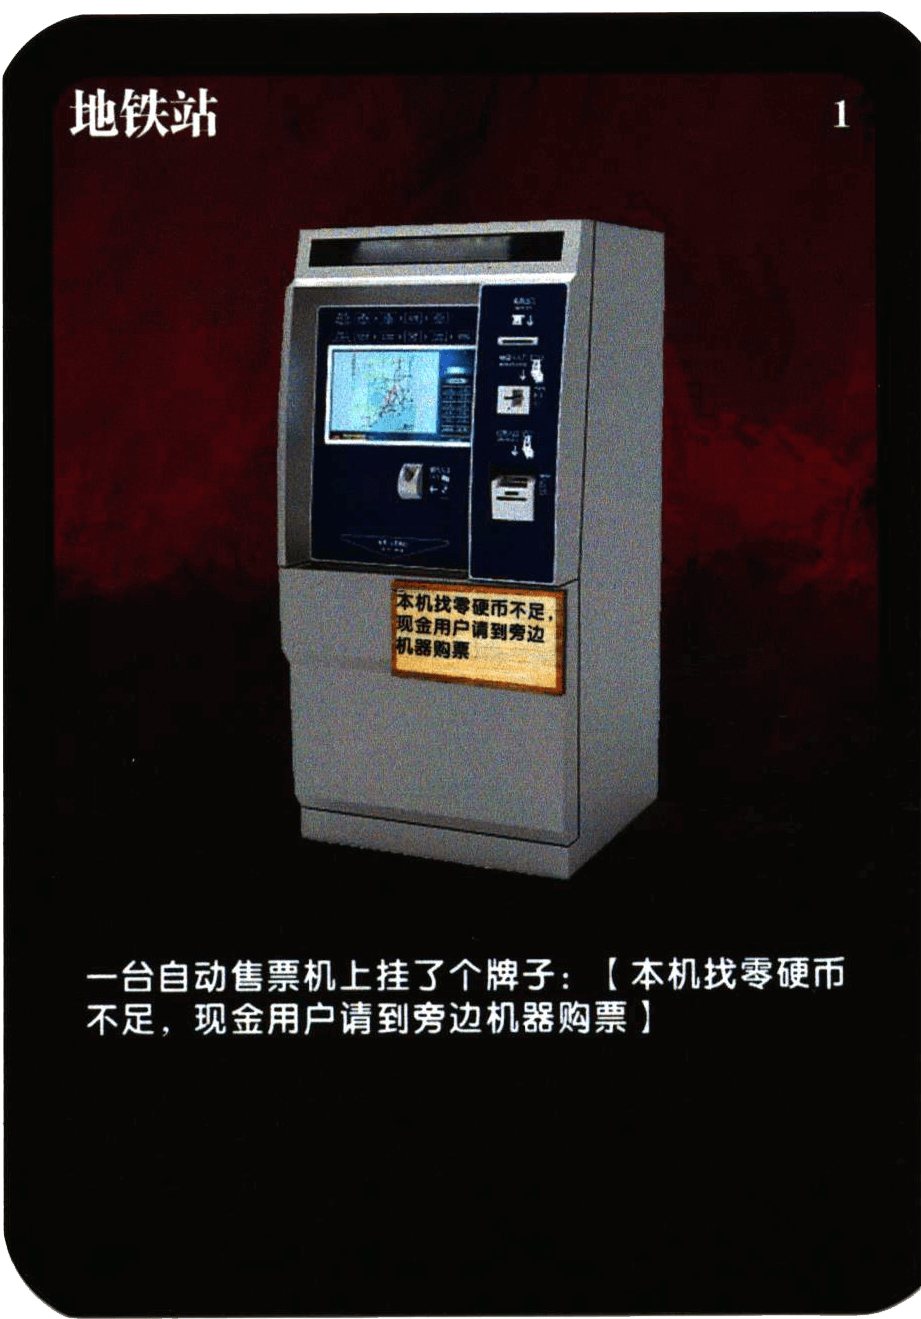 地铁站
1
本机找零硬币不足，
现金用户请到旁边
机器购票
一台自动售票机上挂了个牌子：【本机找零硬币
不足，现金用户请到旁边机器购票】